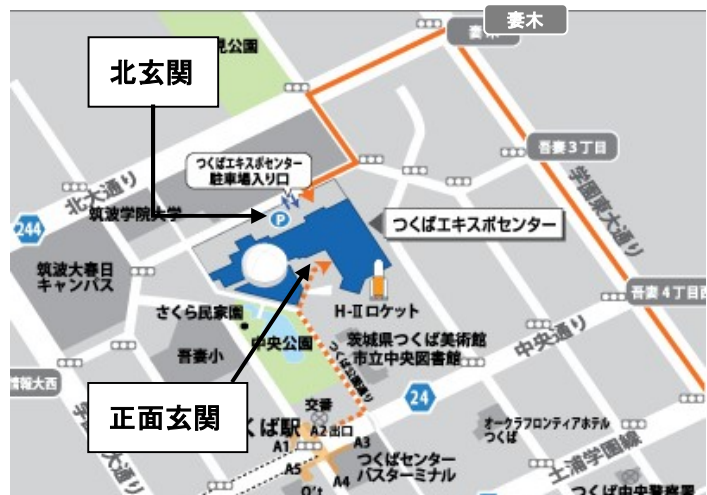 妻木
見公園
北玄関
吾妻3丁目
つくばエキスポセンター
駐車場入り口
北大通り
学園東大通り
筑波学院大学
P
つくばエキスポセンター
244
筑波大春日
キャンパス
吾妻4丁目西
H-Ⅱロケット
さくら民家園
中央公園
茨城県つくば美術館
市立中央図書館
中央通り
吾妻小
つくば公園通り
情報大西
24
正面玄関
交番
くば駅
A2出口
オークラフロンティアホテル
つくば
A1
A3
つくばセンター
バスターミナル
土浦学園線
A5
A4
Q't
つくば中央警察署